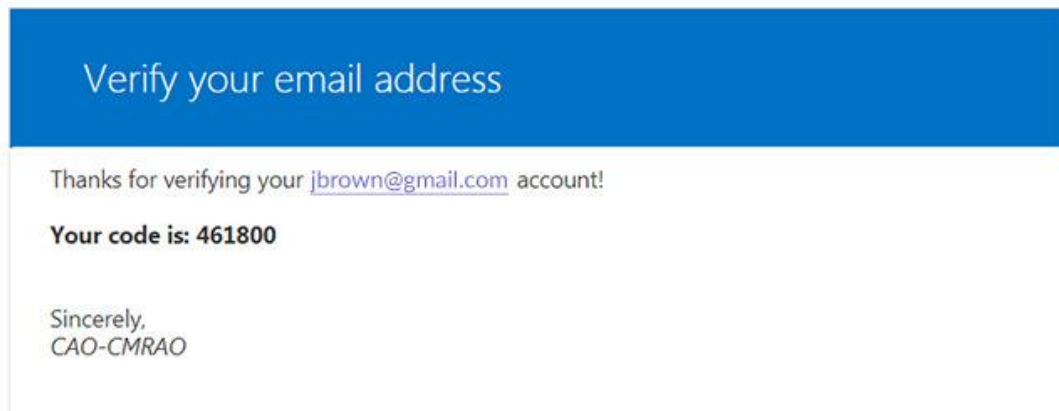 Verify your email address
Thanks for verifying your jbrown@gmail.com account!
Your code is: 461800
Sincerely,
CAO-CMRAO